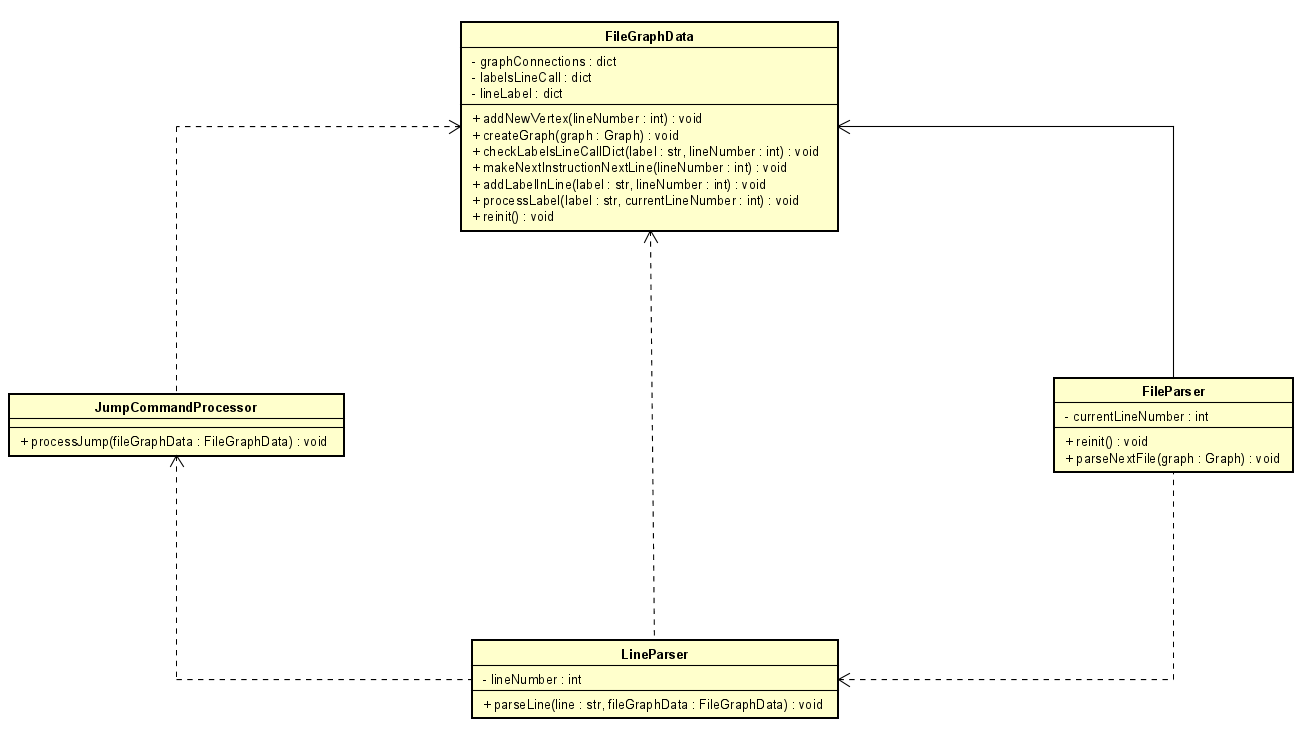 FileGraphData
- graphConnections : dict
- labelsLineCall : dict
- lineLabel : dict
+ addNewVertex(lineNumber : int) : void
+ createGraph(graph : Graph) : void
+ checkLabelsLineCallDict(label : str, lineNumber : int) : void
+ makeNextInstructionNextLine(lineNumber : int) : void
+ addLabelInLine(label : str, lineNumber : int) : void
+ processLabel(label : str, currentLineNumber : int) : void
+ reinit() : void
JumpCommandProcessor
+ processJump(fileGraphData : FileGraphData) : void
FileParser
- currentLineNumber : int
+ reinit() : void
+ parseNextFile(graph : Graph) : void
LineParser
- lineNumber : int
+ parseLine(line : str, fileGraphData : FileGraphData) : void